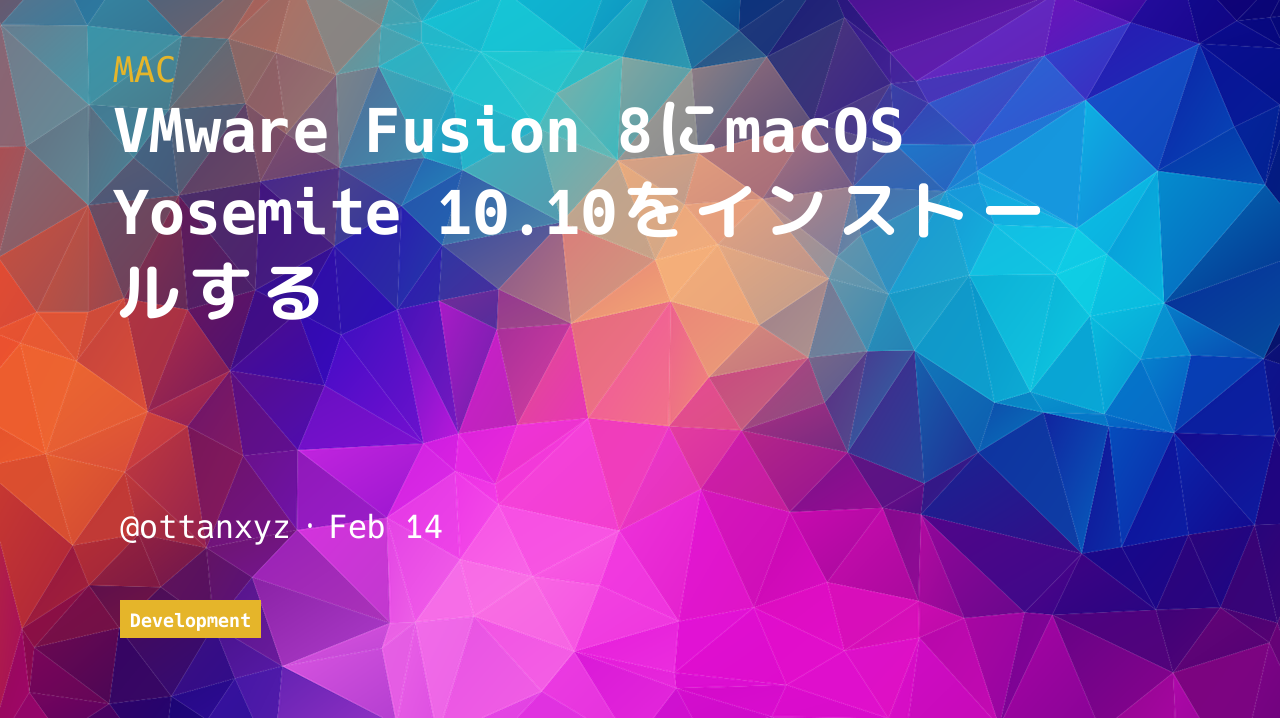 MAC
VMware Fusion 8にmacOS
Yosemite 10.10をインストー
ルする
@ottanxyz・Feb 14
Development